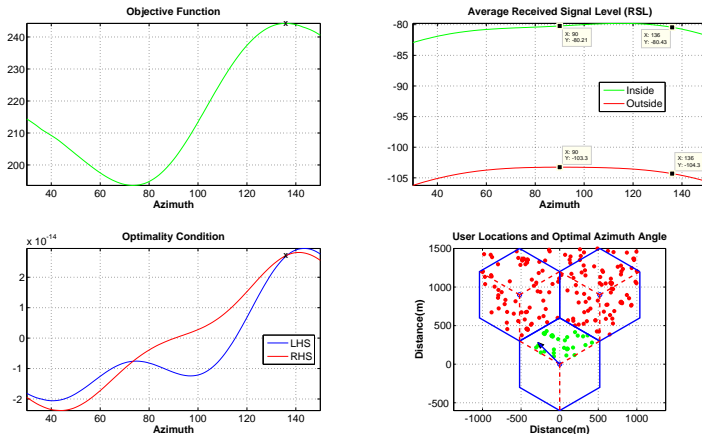 Objective Function
240
230
220
210
200
40 60 80 100 120 140
Azimuth
Average Received Signal Level (RSL)
-80
-85
-90
-95
-100
-105
X: 90
Y: -80.21
X: 136
Y: -80.43
Inside
Outside
X: 90
Y: -103.3
X: 136
Y: -104.3
40 60 80 100 120 140
Azimuth
Optimality Condition
x 10-14
2
1
0
-1
-2
LHS
RHS
40 60 80 100 120 140
Azimuth
User Locations and Optimal Azimuth Angle
Distance(m)
1500
1000
500
0
-500
-1000 -500 0 500 1000
Distance(m)